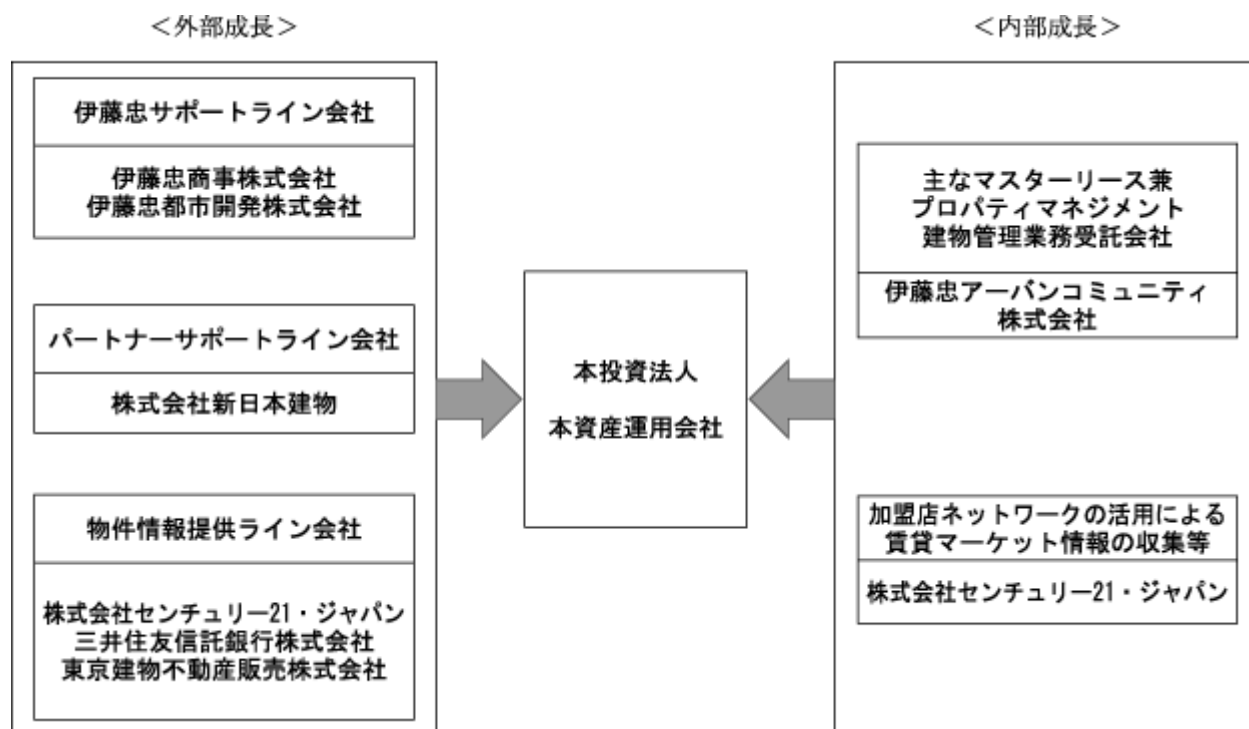 ＜外部成長＞
伊藤忠サポートライン会社
伊藤忠商事株式会社
伊藤忠都市開発株式会社
パートナーサポートライン会社
株式会社新日本建物
物件情報提供ライン会社
株式会社センチュリー21・ジャパン
三井住友信託銀行株式会社
東京建物不動産販売株式会社
本投資法人
本資産運用会社
＜内部成長＞
主なマスターリース兼
プロパティマネジメント
建物管理業務受託会社
伊藤忠アーバンコミュニティ
株式会社
加盟店ネットワークの活用による
賃貸マーケット情報の収集等
株式会社センチュリー21・ジャパン